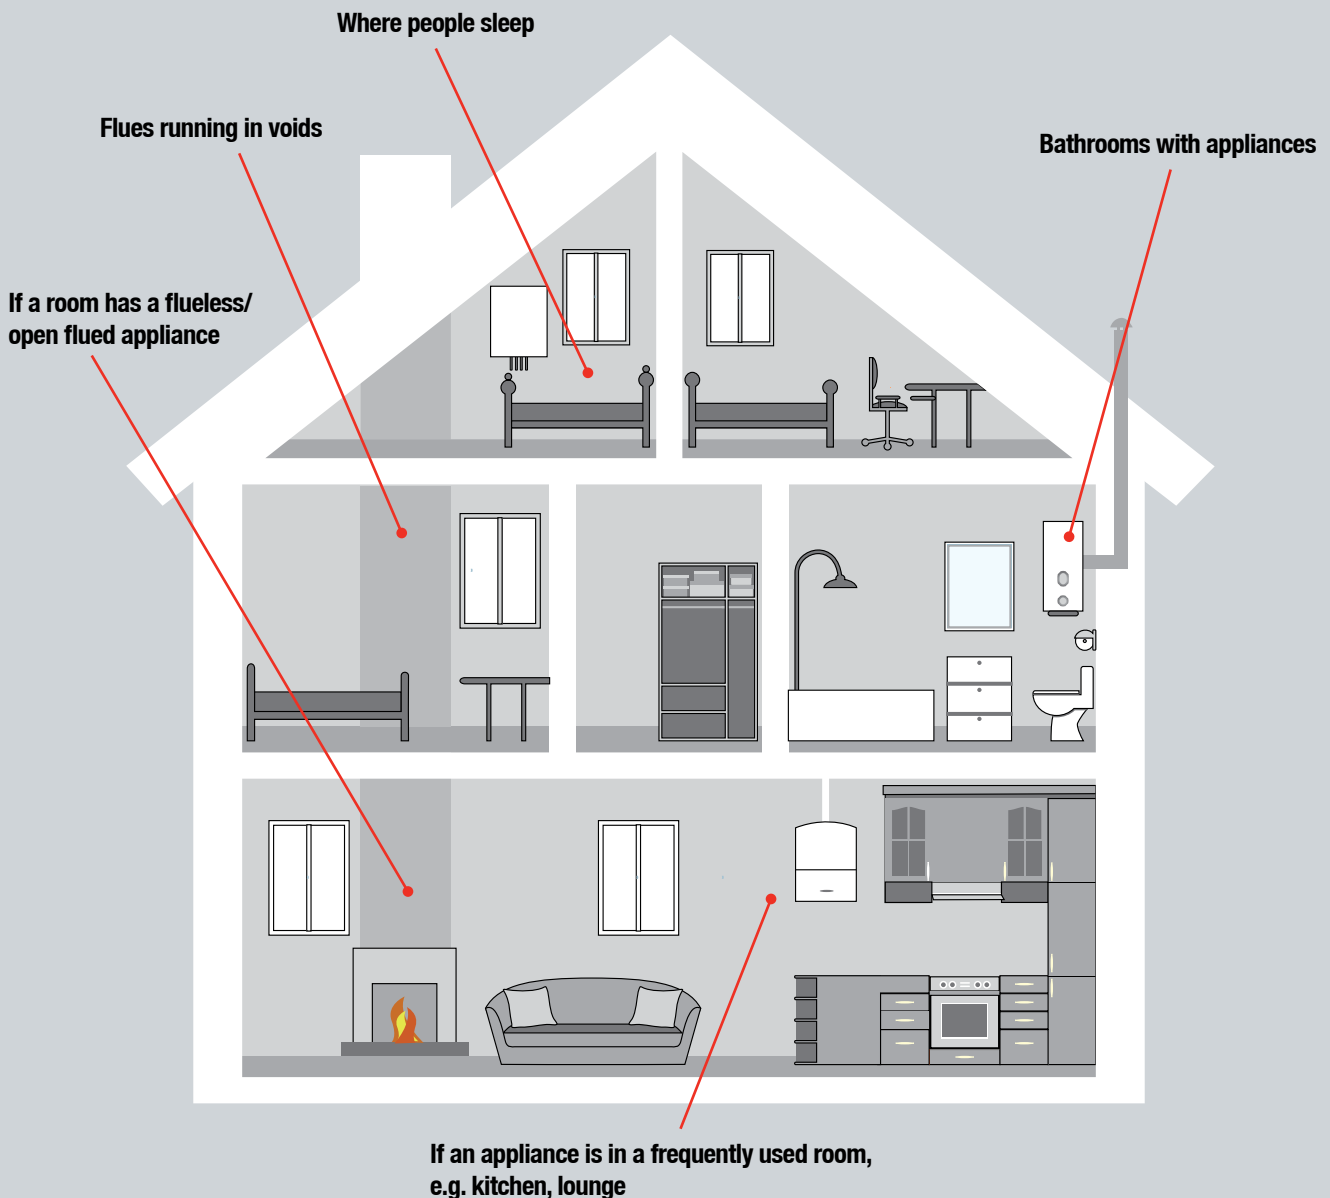 Where people sleep
Flues running in voids
Bathrooms with appliances
If a room has a flueless/
open flued appliance
If an appliance is in a frequently used room,
e.g. kitchen, lounge